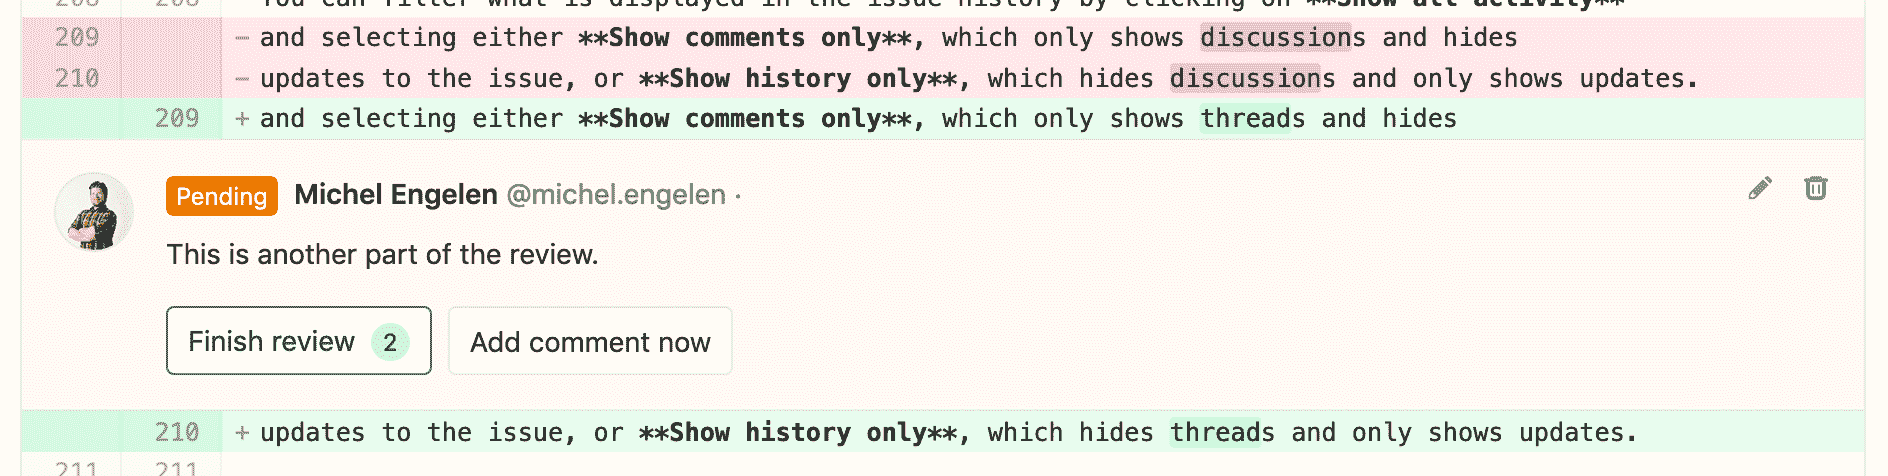 208 208 You can filter what is displayed in the issue history by clicking on **Show all activity**
209 - and selecting either **Show comments only**, which only shows discussions and hides
210 - updates to the issue, or **Show history only**, which hides discussions and only shows updates.
209 + and selecting either **Show comments only**, which only shows threads and hides
Pending Michel Engelen @michel.engelen ·
This is another part of the review.
Finish review 2 Add comment now
210 + updates to the issue, or **Show history only**, which hides threads and only shows updates.
211 211